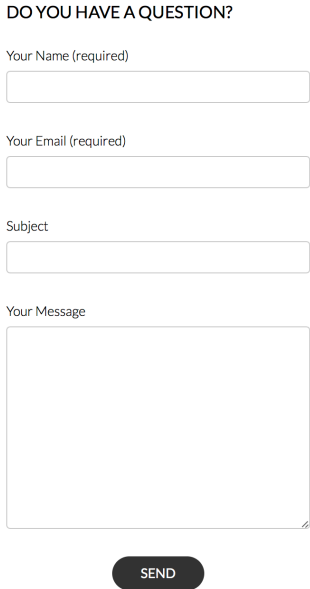 DO YOU HAVE A QUESTION?
Your Name (required)
Your Email (required)
Subject
Your Message
SEND